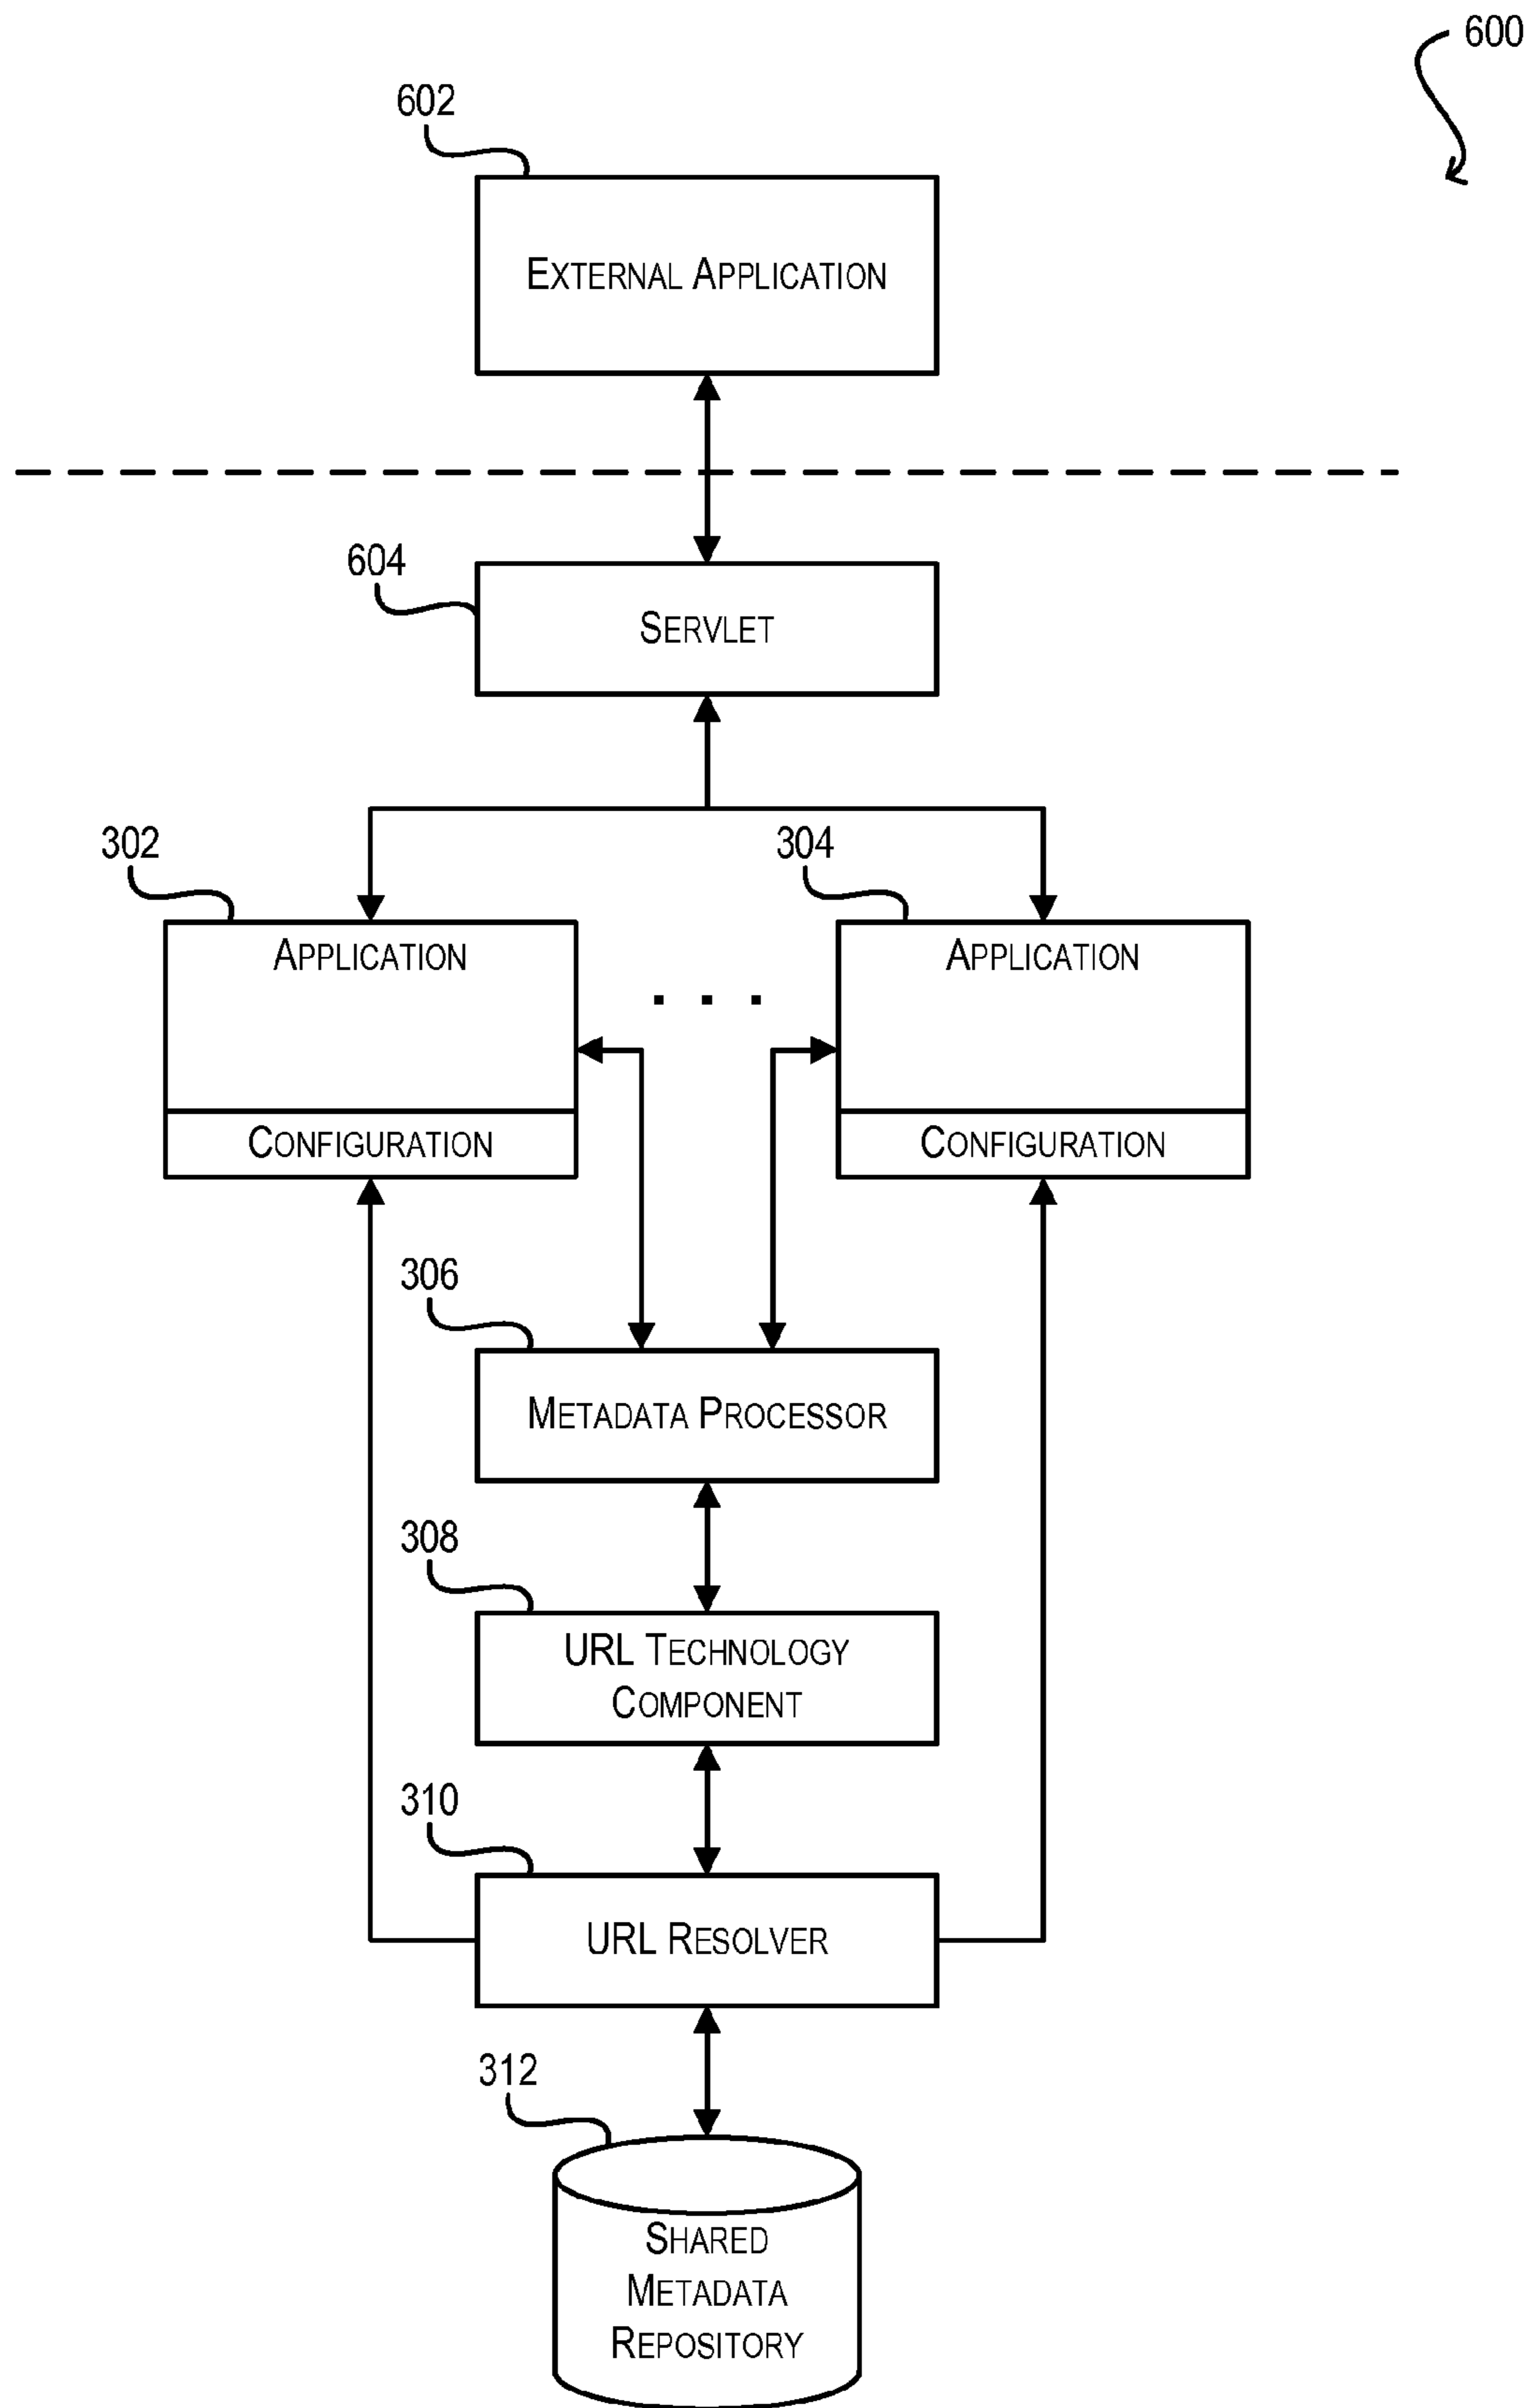 600
602
External Application
604
Servlet
302
304
Application
Application
. . .
Configuration
Configuration
306
Metadata Processor
308
URL Technology
Component
310
URL Resolver
312
Shared
Metadata
Repository